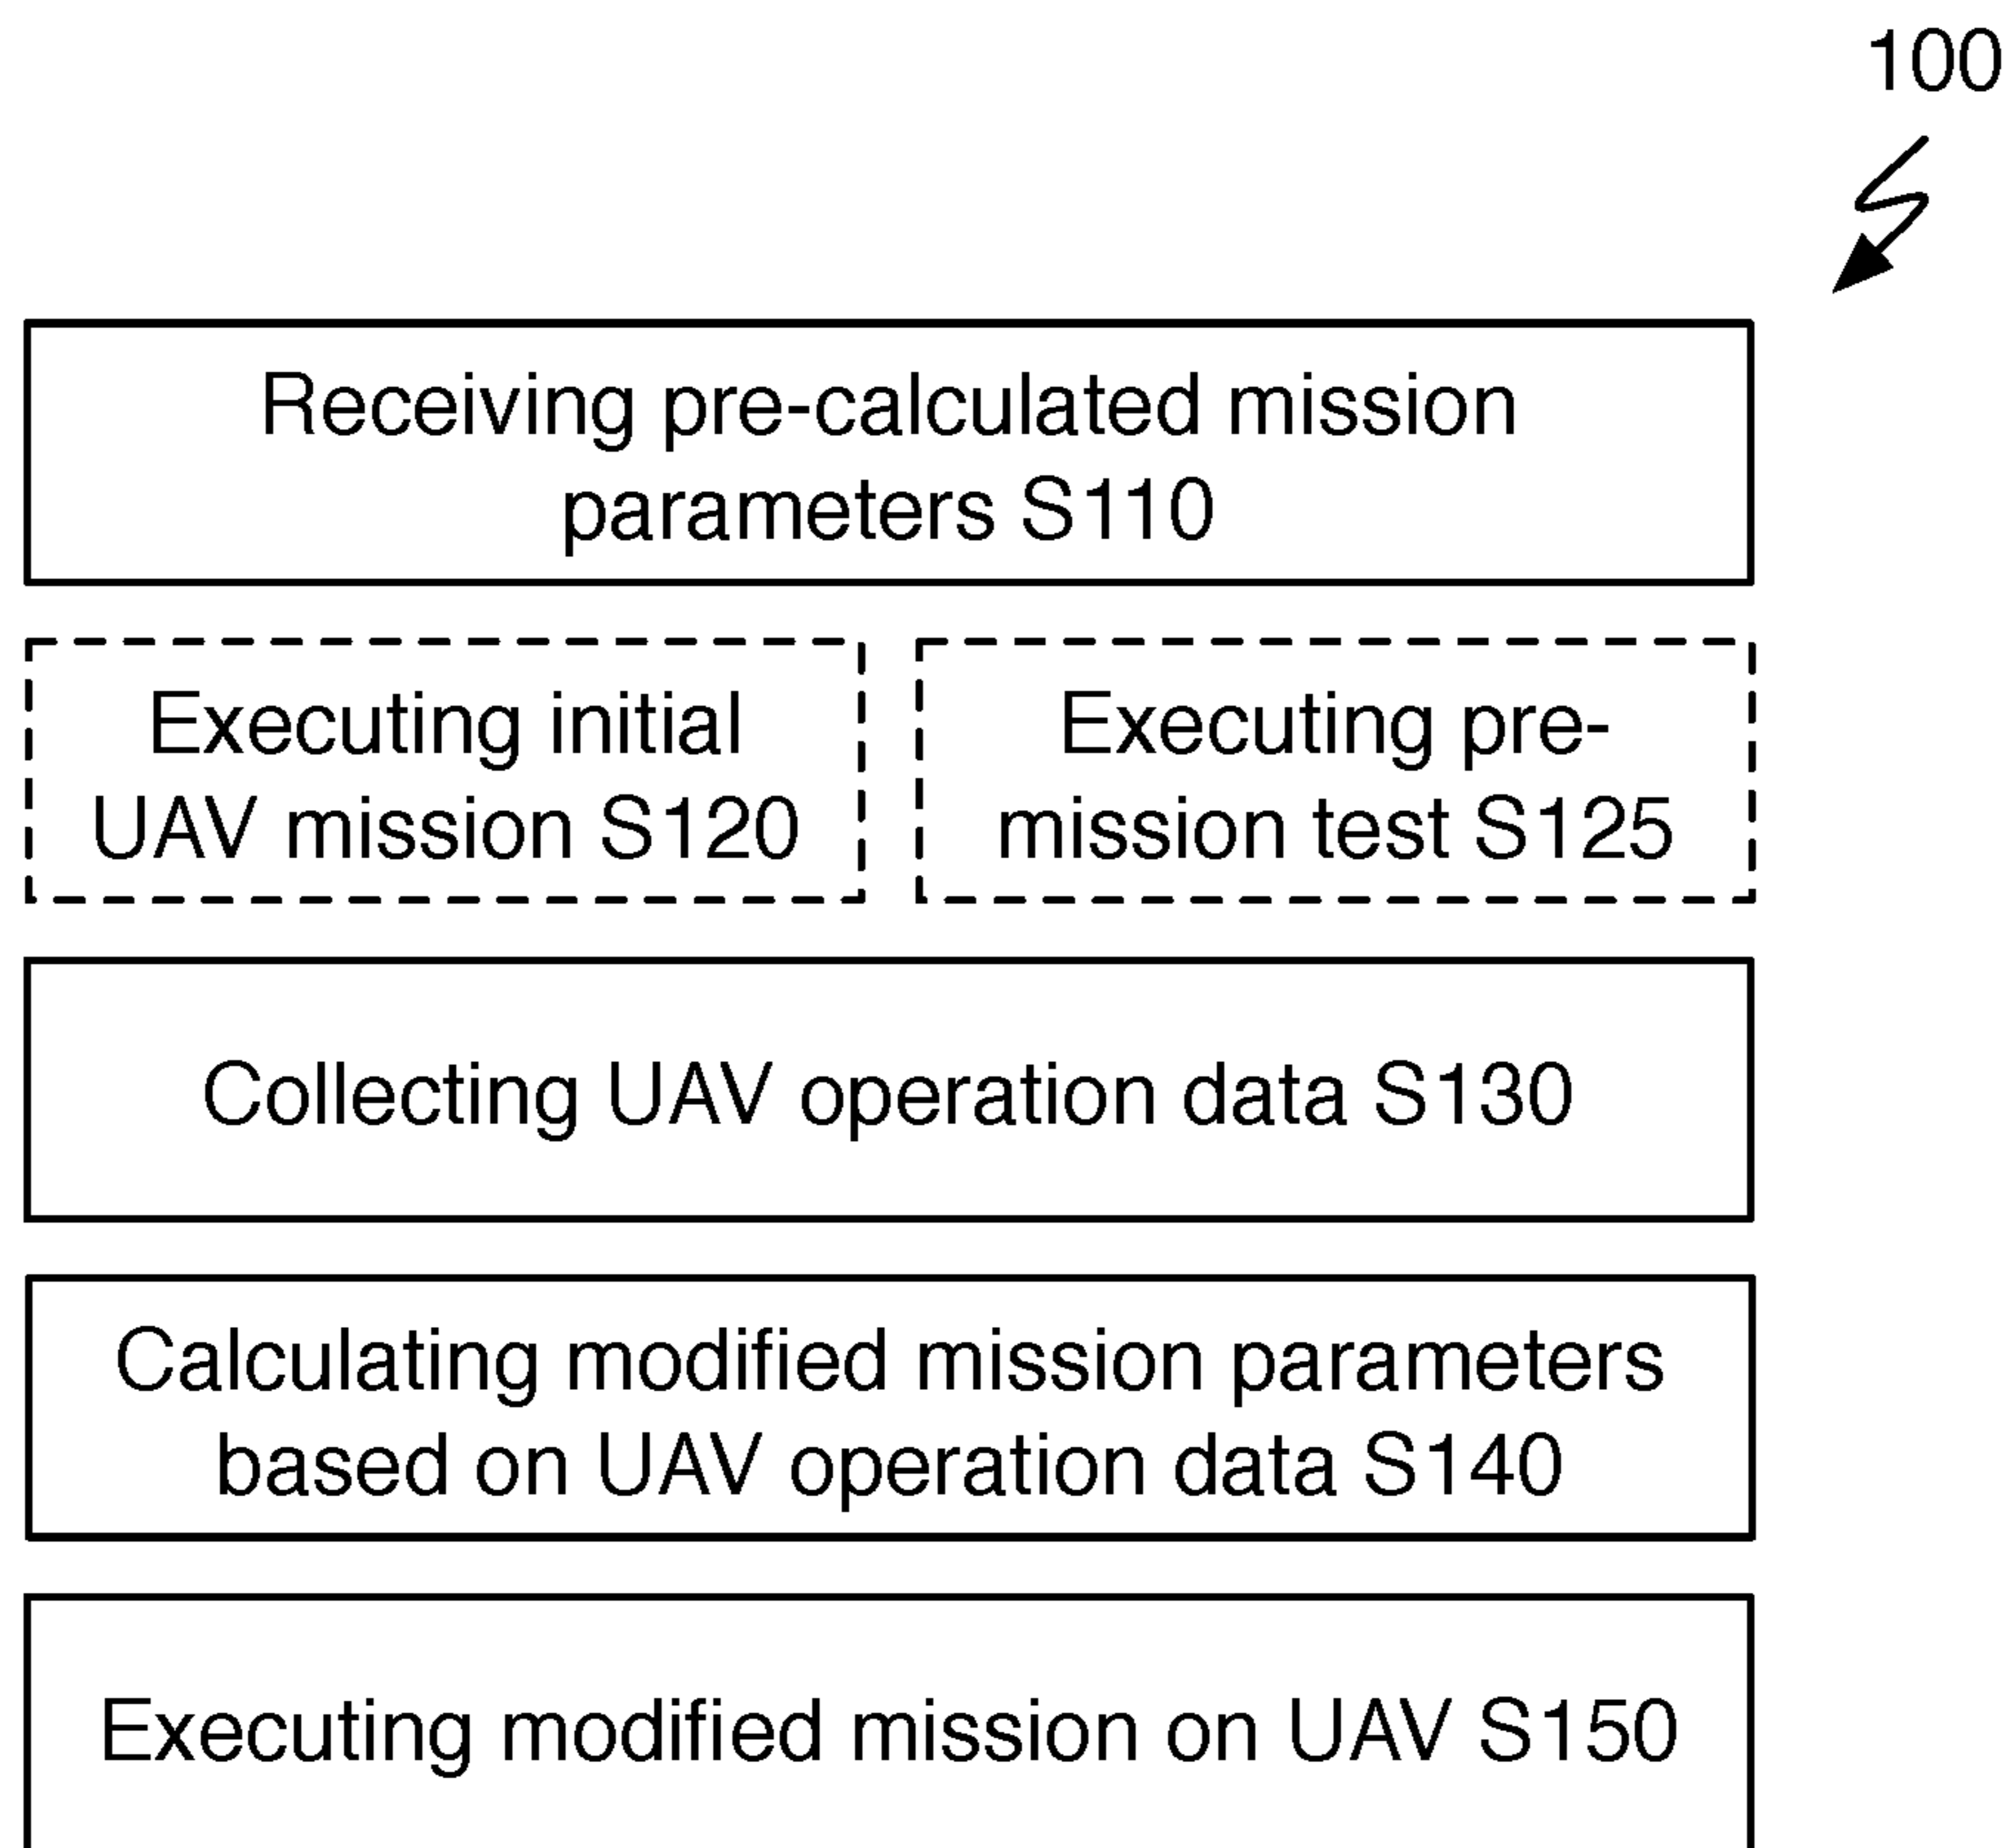 100
Receiving pre-calculated mission
parameters S110
Executing initial
UAV mission S120
Executing pre-
mission test S125
Collecting UAV operation data S130
Calculating modified mission parameters
based on UAV operation data S140
Executing modified mission on UAV S150